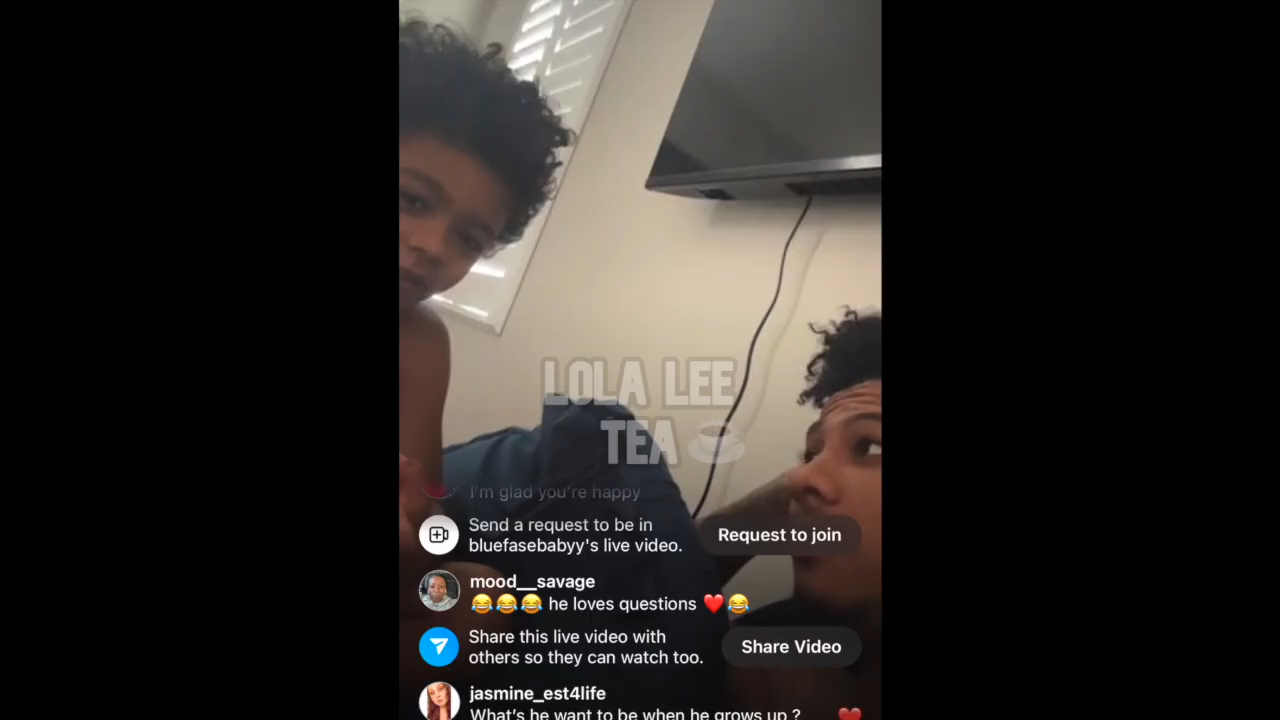 LOLA LEE
TEA
I'm glad you're happy
Send a request to be in
bluefasebabyy's live video.
Request to join
mood__savage
😂😂😂 he loves questions ❤️😂
Share this live video with
others so they can watch too.
Share Video
jasmine_est4life
What's he want to be when he grows up ? ❤️